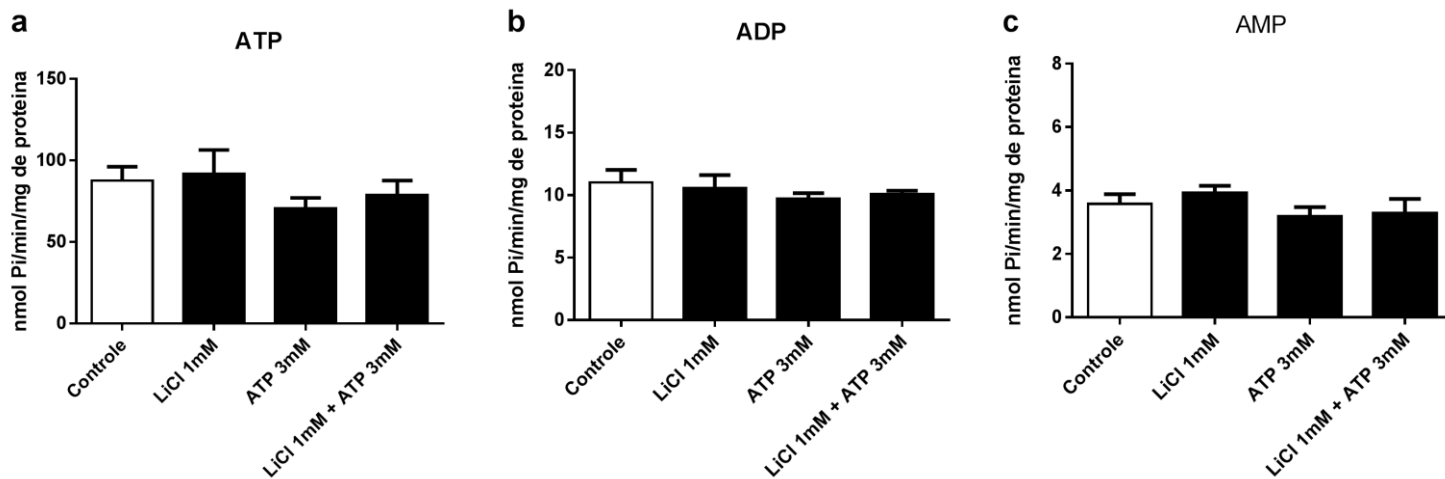 a
ATP
nmol Pi/min/mg de proteina
150
100
50
0
Controle
LiCl 1mM
ATP 3mM
LiCl 1mM + ATP 3mM
b
ADP
nmol Pi/min/mg de proteina
20
15
10
5
0
Controle
LiCl 1mM
ATP 3mM
LiCl 1mM + ATP 3mM
c
AMP
nmol Pi/min/mg de proteina
8
6
4
2
0
Controle
LiCl 1mM
ATP 3mM
LiCl 1mM + ATP 3mM